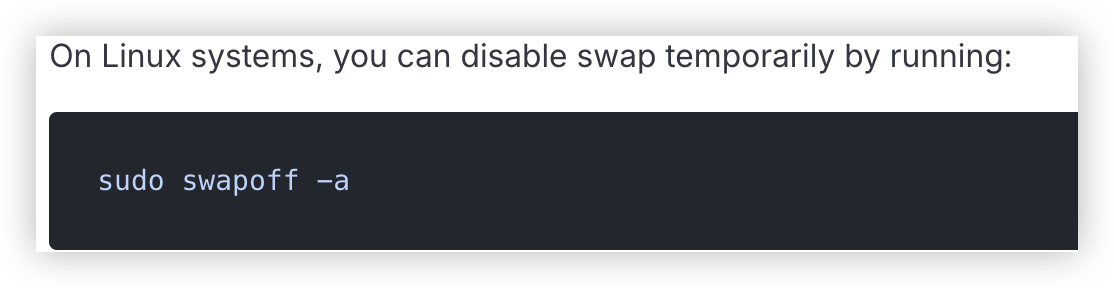 On Linux systems, you can disable swap temporarily by running:
sudo swapoff -a